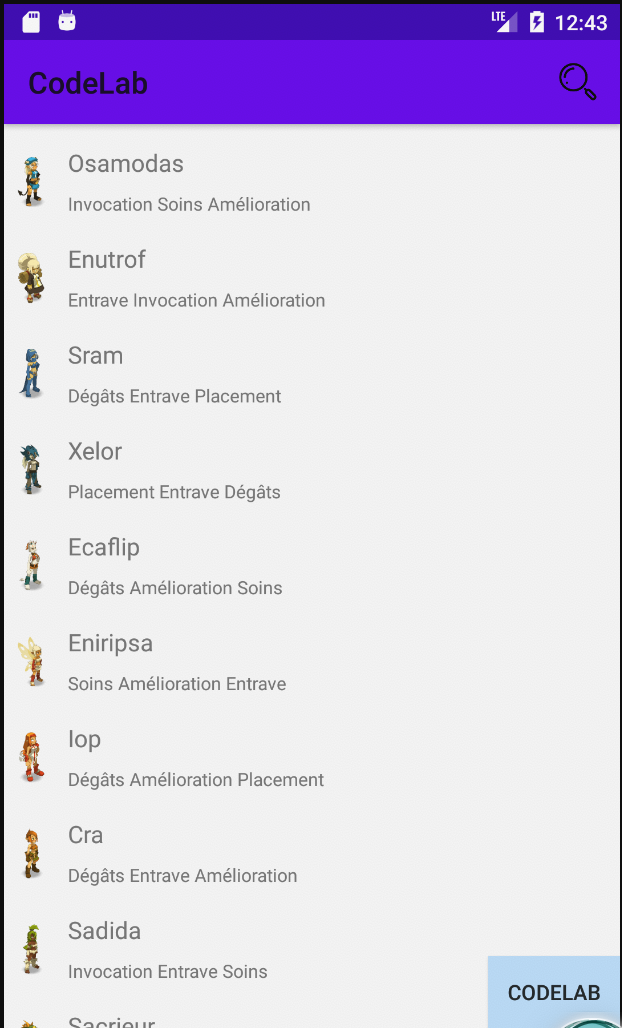 LTE 12:43
CodeLab
Osamodas
Invocation Soins Amélioration
Enutrof
Entrave Invocation Amélioration
Sram
Dégâts Entrave Placement
Xelor
Placement Entrave Dégâts
Ecaflip
Dégâts Amélioration Soins
Eniripsa
Soins Amélioration Entrave
Iop
Dégâts Amélioration Placement
Cra
Dégâts Entrave Amélioration
Sadida
Invocation Entrave Soins
CODELAB
Sacrieur